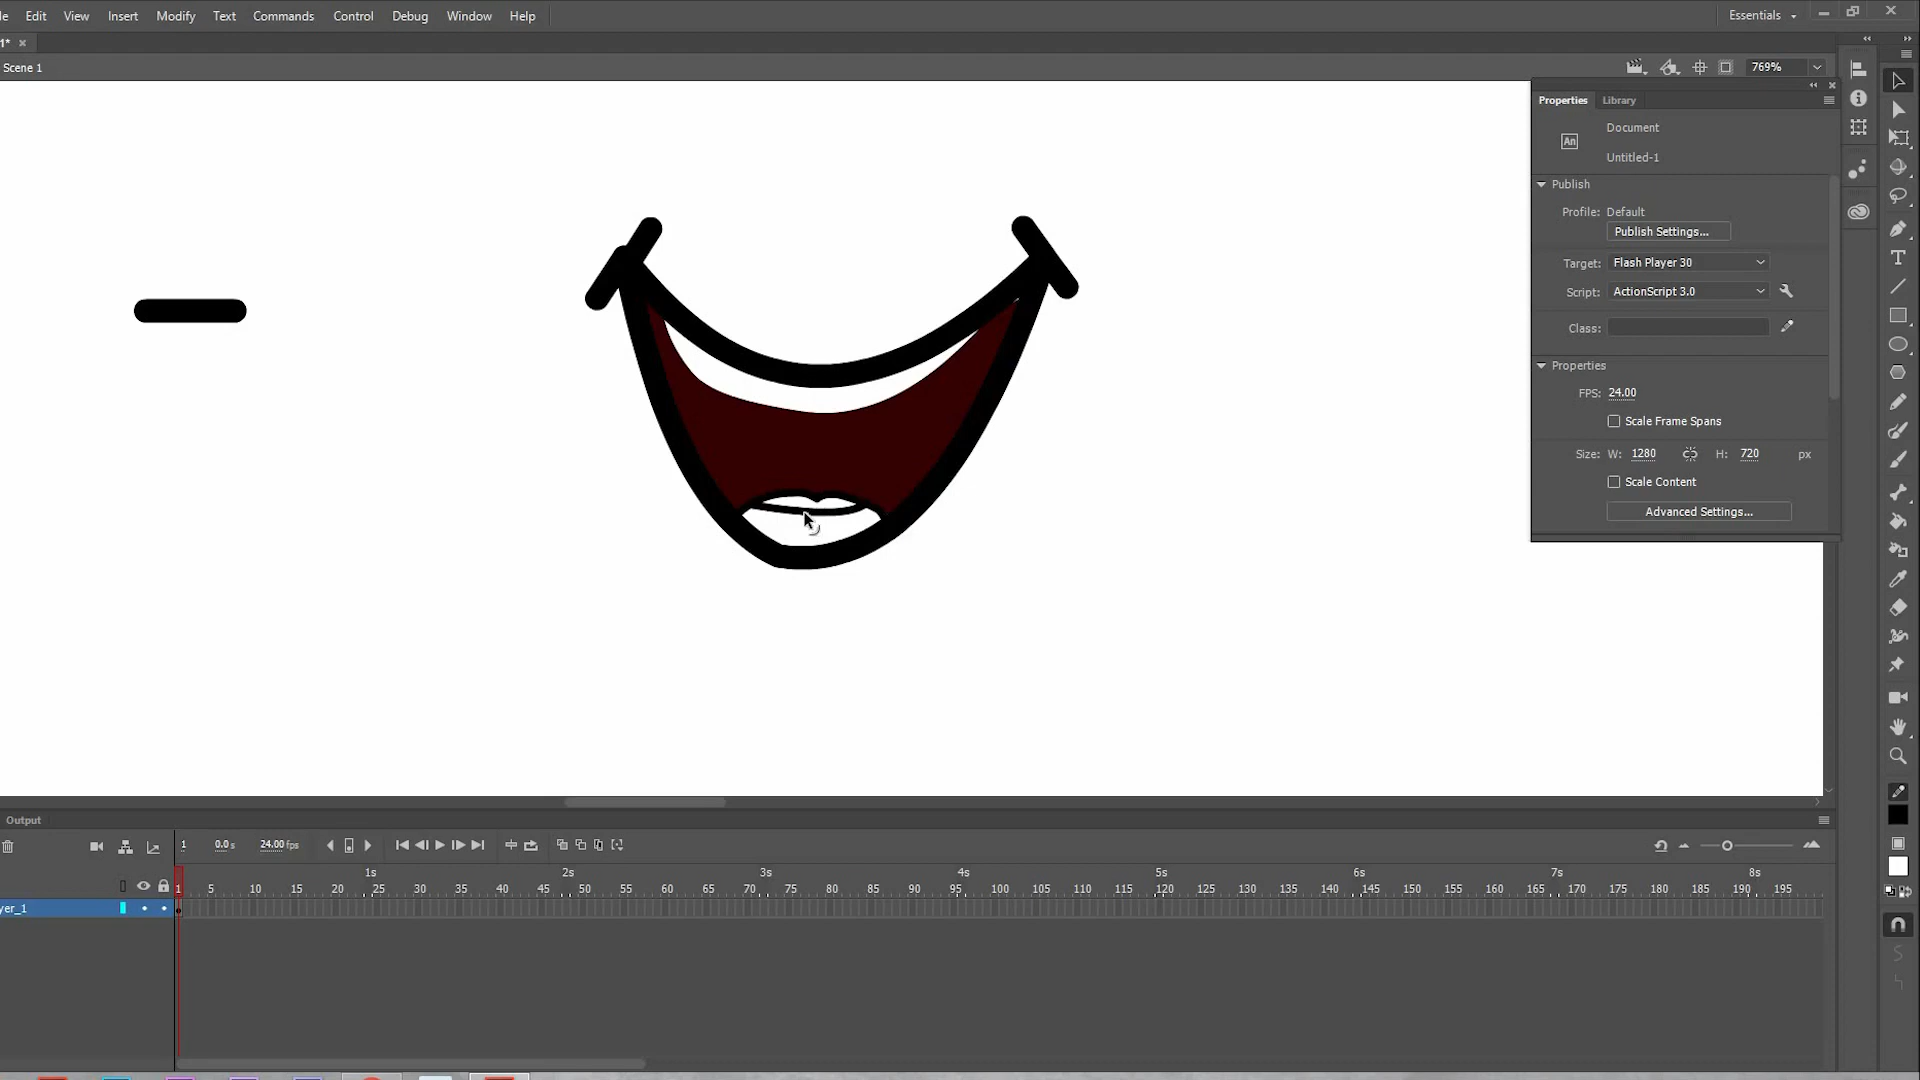 Edit View Insert Modify Text Commands Control Debug Window Help
Essentials
1*
Scene 1
769%
Properties Library
An
Document
Untitled-1
Publish
Profile: Default
Publish Settings...
Target: Flash Player 30
Script: ActionScript 3.0
Class:
Properties
FPS: 24.00
Scale Frame Spans
Size: W: 1280 H: 720 px
Scale Content
Advanced Settings...
T
Output
1 0.0 s 24.00 fps
1s 2s 3s 4s 5s 6s 7s 8s
1 5 10 15 20 25 30 35 40 45 50 55 60 65 70 75 80 85 90 95 100 105 110 115 120 125 130 135 140 145 150 155 160 165 170 175 180 185 190 195
yer_1